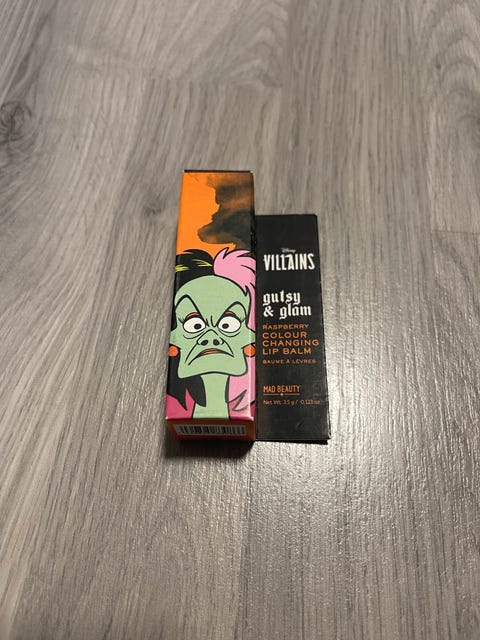 Disney
VILLAINS
gutsy
& glam
RASPBERRY
COLOUR
CHANGING
LIP BALM
BAUME À LÈVRES
MAD BEAUTY
Net Wt. 3.5 g / 0.123 oz